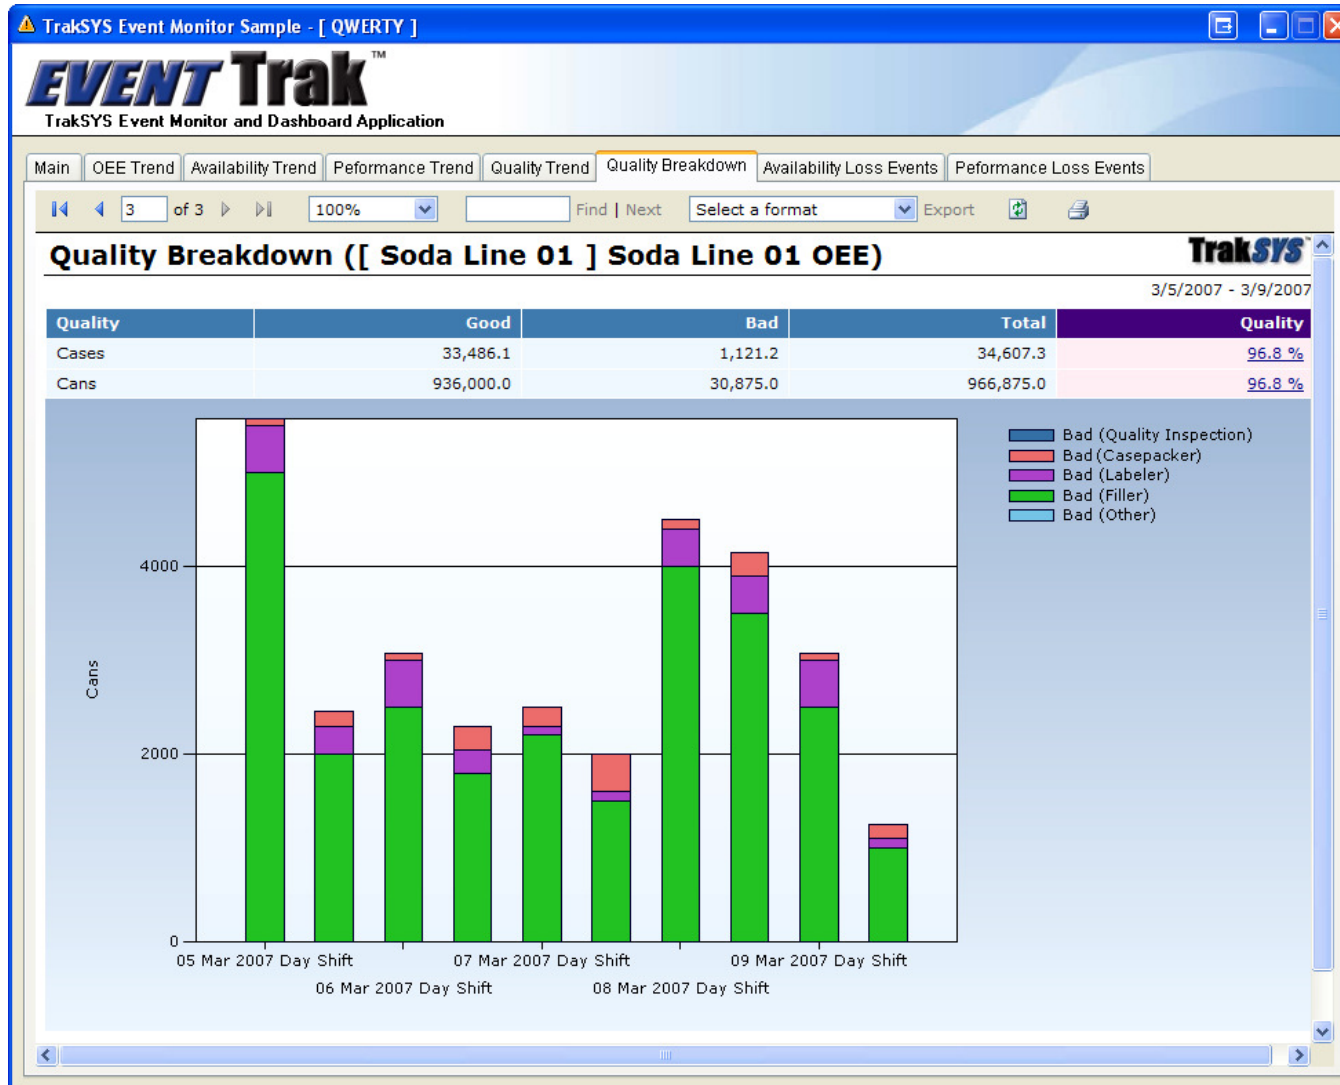 TrakSYS Event Monitor Sample - [ QWERTY ]
EVENT Trak™
TrakSYS Event Monitor and Dashboard Application
Main OEE Trend Availability Trend Peformance Trend Quality Trend Quality Breakdown Availability Loss Events Peformance Loss Events
3 of 3 100% Find | Next Select a format Export
Quality Breakdown ([ Soda Line 01 ] Soda Line 01 OEE) TrakSYS
3/5/2007 - 3/9/2007
Quality Good Bad Total Quality
Cases 33,486.1 1,121.2 34,607.3 96.8 %
Cans 936,000.0 30,875.0 966,875.0 96.8 %
Bad (Quality Inspection)
Bad (Casepacker)
Bad (Labeler)
Bad (Filler)
Bad (Other)
4000
Cans
2000
0
05 Mar 2007 Day Shift 07 Mar 2007 Day Shift 09 Mar 2007 Day Shift
06 Mar 2007 Day Shift 08 Mar 2007 Day Shift